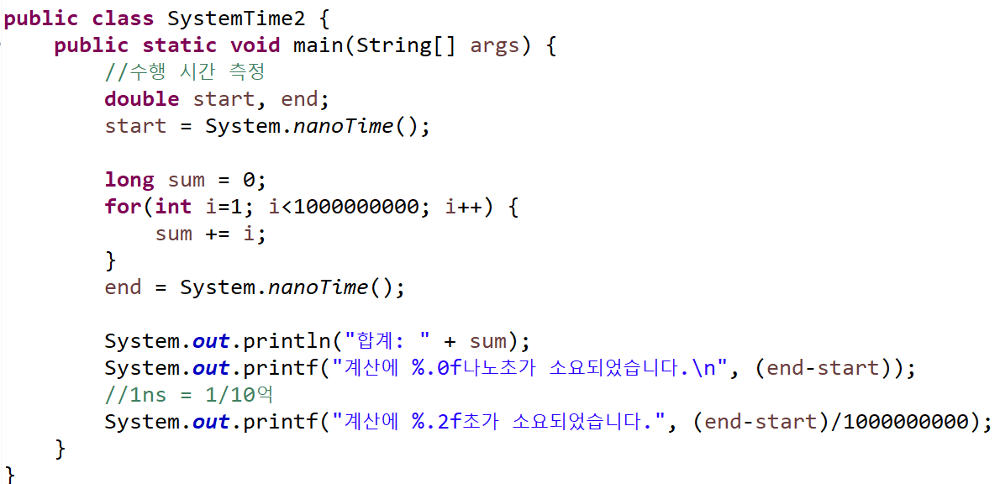 public class SystemTime2 {
    public static void main(String[] args) {
        //수행 시간 측정
        double start, end;
        start = System.nanoTime();

        long sum = 0;
        for(int i=1; i<1000000000; i++) {
            sum += i;
        }
        end = System.nanoTime();

        System.out.println("합계: " + sum);
        System.out.printf("계산에 %.0f나노초가 소요되었습니다.\n", (end-start));
        //1ns = 1/10억
        System.out.printf("계산에 %.2f초가 소요되었습니다.", (end-start)/1000000000);
    }
}